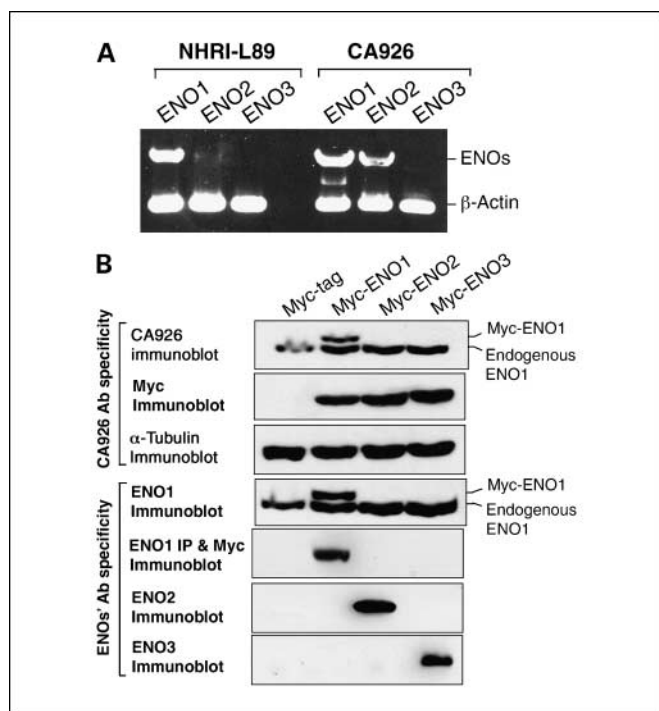 A
NHRI-L89 CA926
ENO1 ENO2 ENO3 ENO1 ENO2 ENO3
ENOs
β-Actin
B
Myc-tag Myc-ENO1 Myc-ENO2 Myc-ENO3
CA926 Ab specificity
CA926
immunoblot
Myc-ENO1
Endogenous
ENO1
Myc
Immunoblot
α-Tubulin
Immunoblot
ENOs' Ab specificity
ENO1
Immunoblot
Myc-ENO1
Endogenous
ENO1
ENO1 IP & Myc
Immunoblot
ENO2
Immunoblot
ENO3
Immunoblot